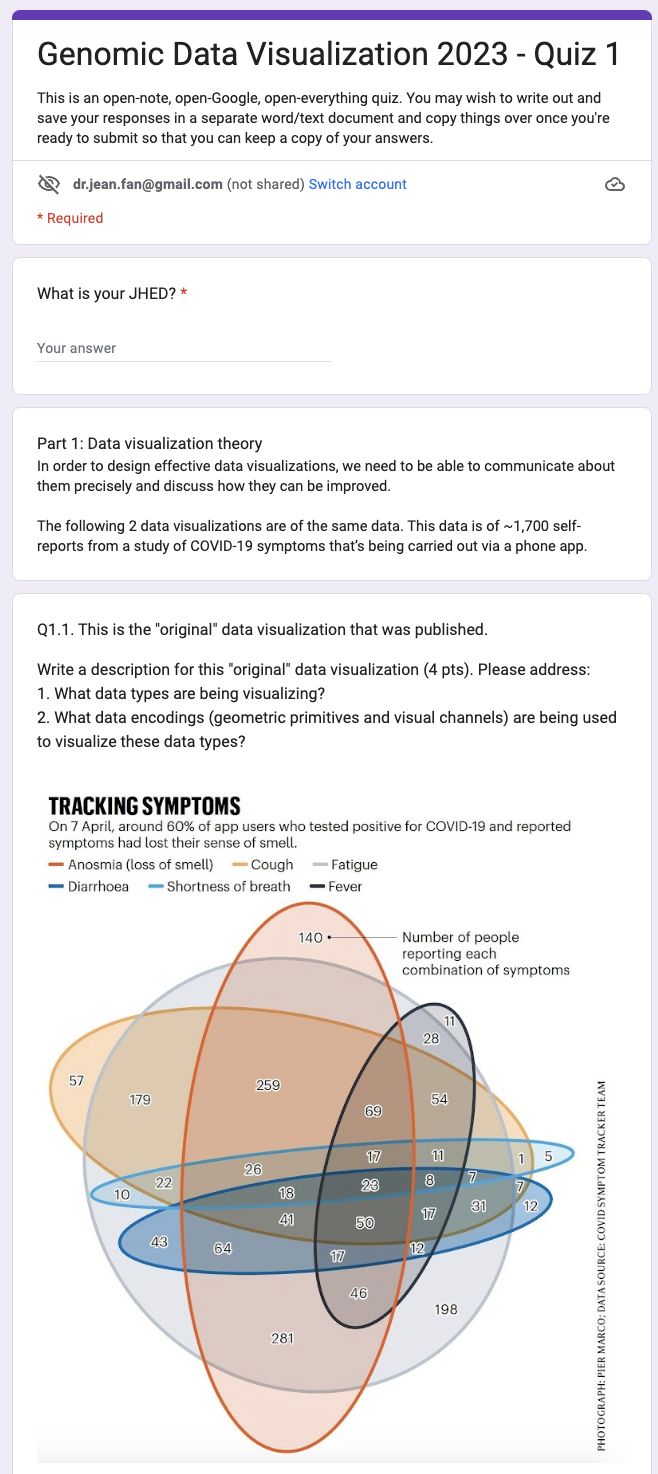 Genomic Data Visualization 2023 - Quiz 1
This is an open-note, open-Google, open-everything quiz. You may wish to write out and
save your responses in a separate word/text document and copy things over once you're
ready to submit so that you can keep a copy of your answers.
dr.jean.fan@gmail.com (not shared) Switch account
* Required
What is your JHED? *
Your answer
Part 1: Data visualization theory
In order to design effective data visualizations, we need to be able to communicate about
them precisely and discuss how they can be improved.
The following 2 data visualizations are of the same data. This data is of ~1,700 self-
reports from a study of COVID-19 symptoms that's being carried out via a phone app.
Q1.1. This is the "original" data visualization that was published.
Write a description for this "original" data visualization (4 pts). Please address:
1. What data types are being visualizing?
2. What data encodings (geometric primitives and visual channels) are being used
to visualize these data types?
TRACKING SYMPTOMS
On 7 April, around 60% of app users who tested positive for COVID-19 and reported
symptoms had lost their sense of smell.
Anosmia (loss of smell) Cough Fatigue
Diarrhoea Shortness of breath Fever
140 Number of people
reporting each
combination of symptoms
11
28
57
259
179
54
69
17
11
1
5
26
22
10
18
23
8
7
7
12
31
17
41
50
43
64
17
12
46
198
281
PHOTOGRAPH: PIER MARCO; DATA SOURCE: COVID SYMPTOM TRACKER TEAM